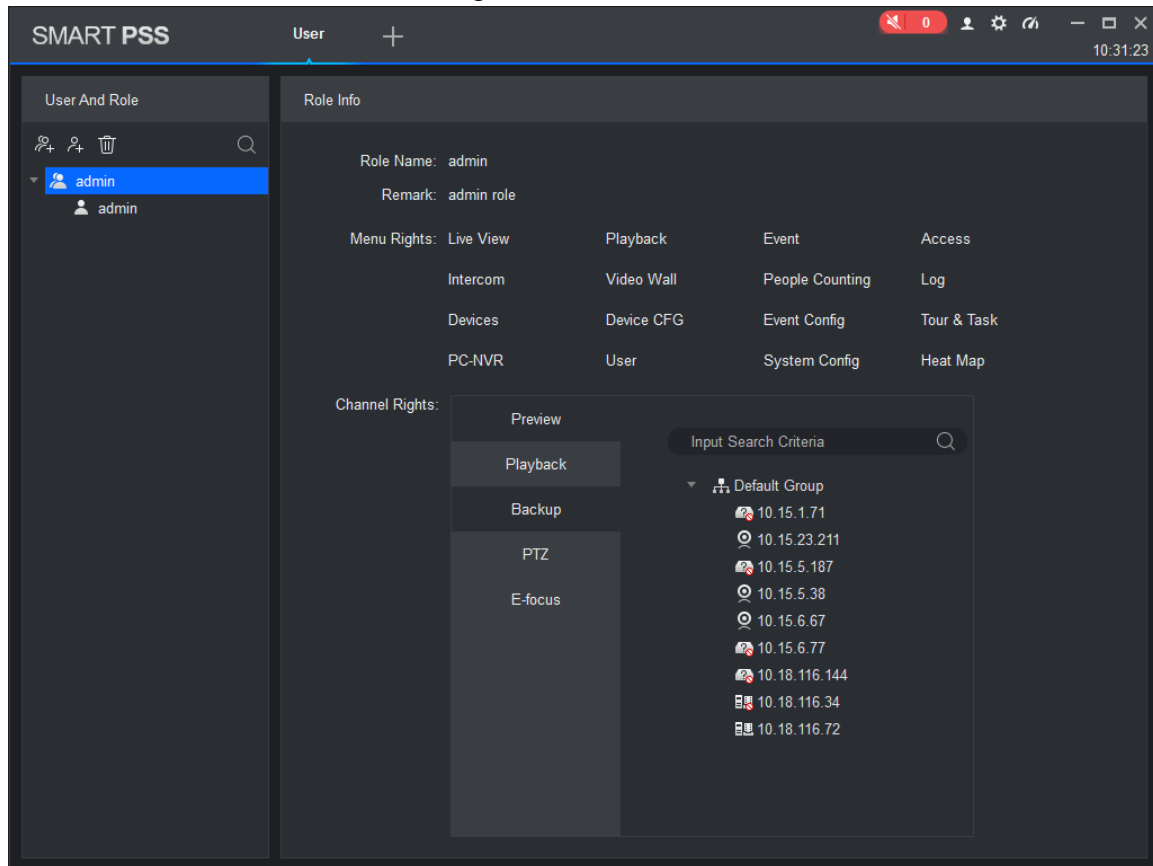 SMART PSS
User
0
10:31:23
User And Role
admin
admin
Role Info
Role Name: admin
Remark: admin role
Menu Rights: Live View Playback Event Access
Intercom Video Wall People Counting Log
Devices Device CFG Event Config Tour & Task
PC-NVR User System Config Heat Map
Channel Rights:
Preview
Playback
Backup
PTZ
E-focus
Input Search Criteria
Default Group
10.15.1.71
10.15.23.211
10.15.5.187
10.15.5.38
10.15.6.67
10.15.6.77
10.18.116.144
10.18.116.34
10.18.116.72